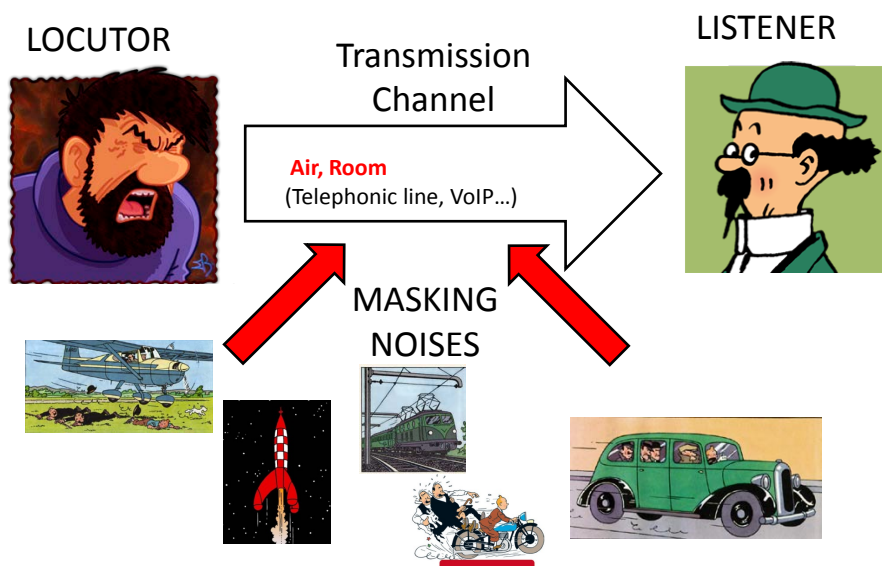 LOCUTOR
Transmission
Channel
LISTENER
Air, Room
(Telephonic line, VoIP…)
MASKING
NOISES